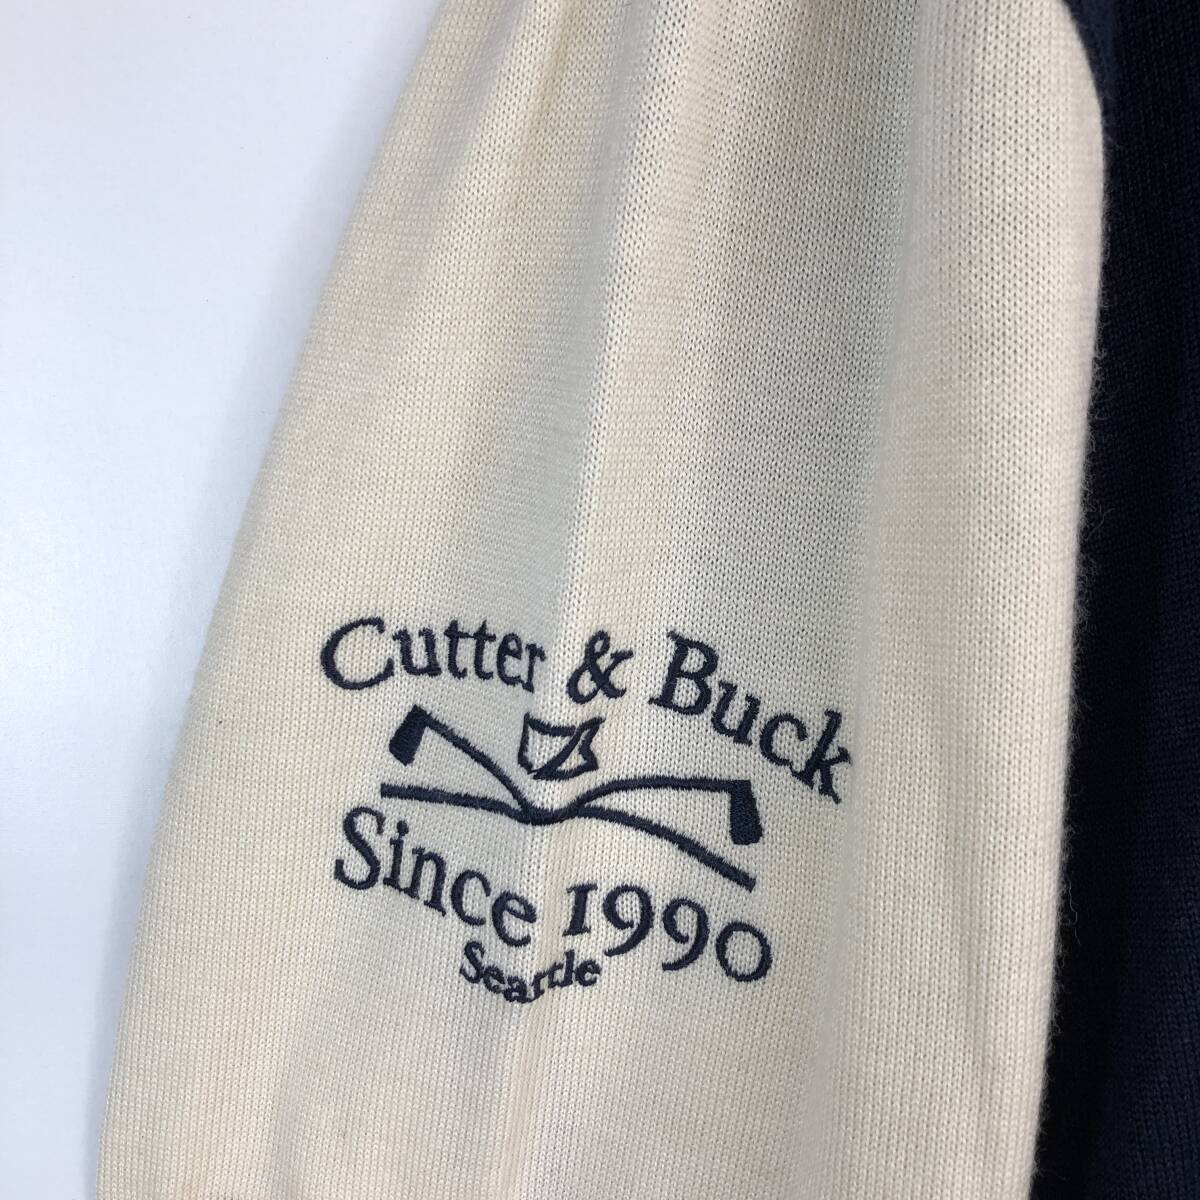 Cutter & Buck
Since 1990
Seattle